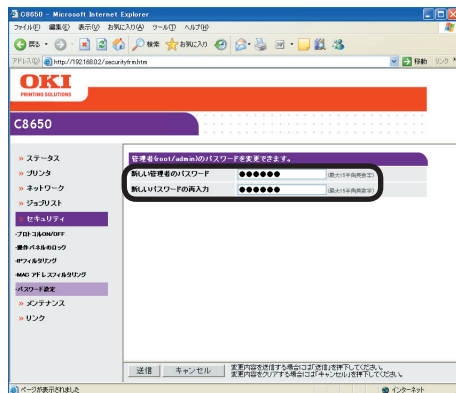 C8650 - Microsoft Internet Explorer
ファイル(F) 編集(E) 表示(V) お気に入り(A) ツール(T) ヘルプ(H)
戻る 検索 お気に入り
アドレス(D) http://192.168.0.2/securityfrm.htm 移動 リンク
OKI
PRINTING SOLUTIONS
C8650
» ステータス
» プリンタ
» ネットワーク
» ジョブリスト
» セキュリティ
・プロトコルON/OFF
・操作パネルのロック
・IPフィルタリング
・MACアドレスフィルタリング
・パスワード設定
» メンテナンス
» リンク
管理者(root/admin)のパスワードを変更できます。
新しい管理者のパスワード ●●●●●● (最大15半角英数字)
新しいパスワードの再入力 ●●●●●● (最大15半角英数字)
送信 キャンセル
変更内容を送信する場合には「送信」を押下してください。
変更内容をクリアする場合には「キャンセル」を押下してください。
ページが表示されました インターネット